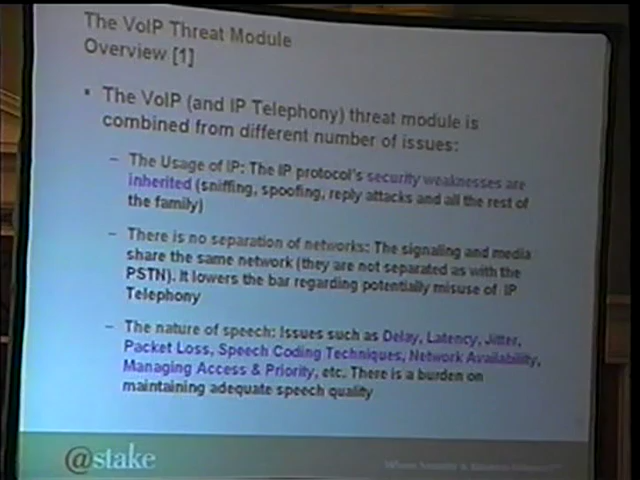 The VoIP Threat Module
Overview [1]
▪ The VoIP (and IP Telephony) threat module is
combined from different number of issues:
– The Usage of IP: The IP protocol's security weaknesses are
inherited (sniffing, spoofing, reply attacks and all the rest of
the family)
– There is no separation of networks: The signaling and media
share the same network (they are not separated as with the
PSTN). It lowers the bar regarding potentially misuse of IP
Telephony
– The nature of speech: Issues such as Delay, Latency, Jitter,
Packet Loss, Speech Coding Techniques, Network Availability,
Managing Access & Priority, etc. There is a burden on
maintaining adequate speech quality
@stake